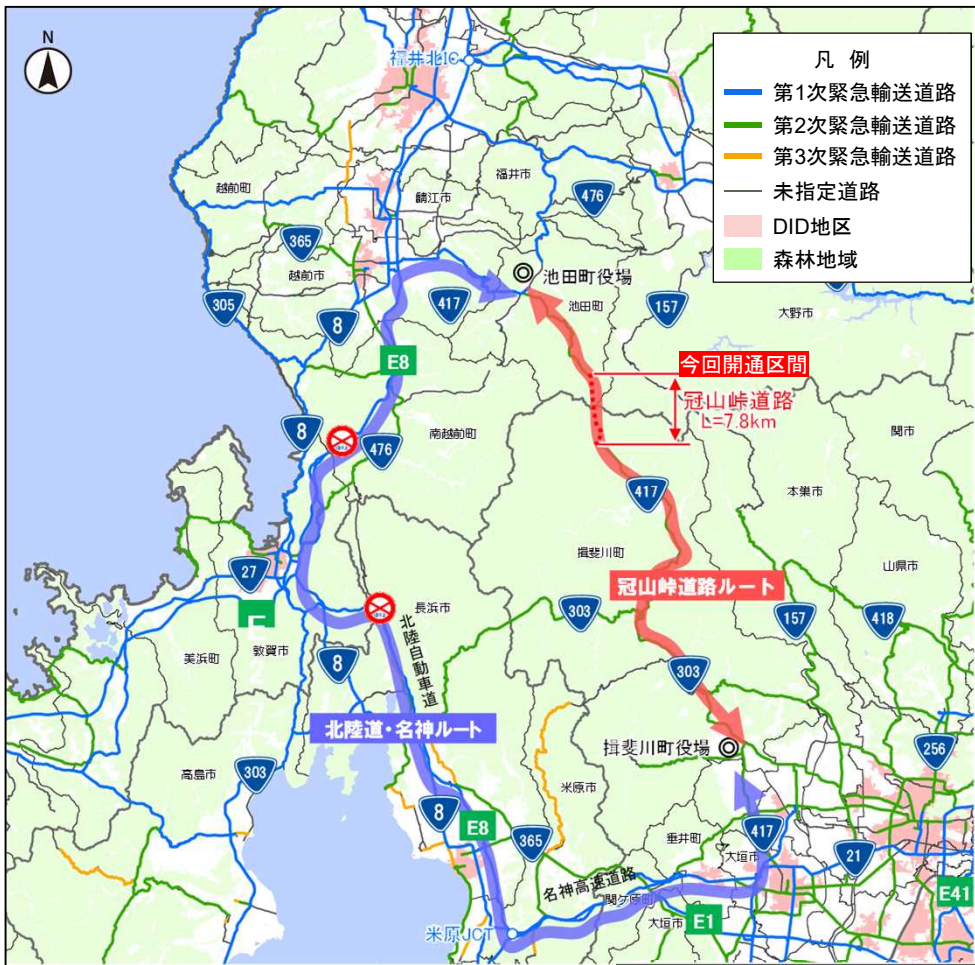 N
福井北IC
凡 例
第1次緊急輸送道路
第2次緊急輸送道路
第3次緊急輸送道路
未指定道路
DID地区
森林地域
越前町
鯖江市
福井市
476
365
越前市
305
8
417
池田町役場
池田町
157
大野市
E8
今回開通区間
冠山峠道路
L=7.8km
8
476
南越前町
関市
417
本巣市
揖斐川町
山県市
27
冠山峠道路ルート
303
157
418
長浜市
北陸自動車道
美浜町
敦賀市
8
303
北陸道・名神ルート
揖斐川町役場
256
高島市
303
米原市
8
E8
365
垂井町
417
大垣市
21
名神高速道路
関ケ原町
大垣市
E1
E41
米原JCT